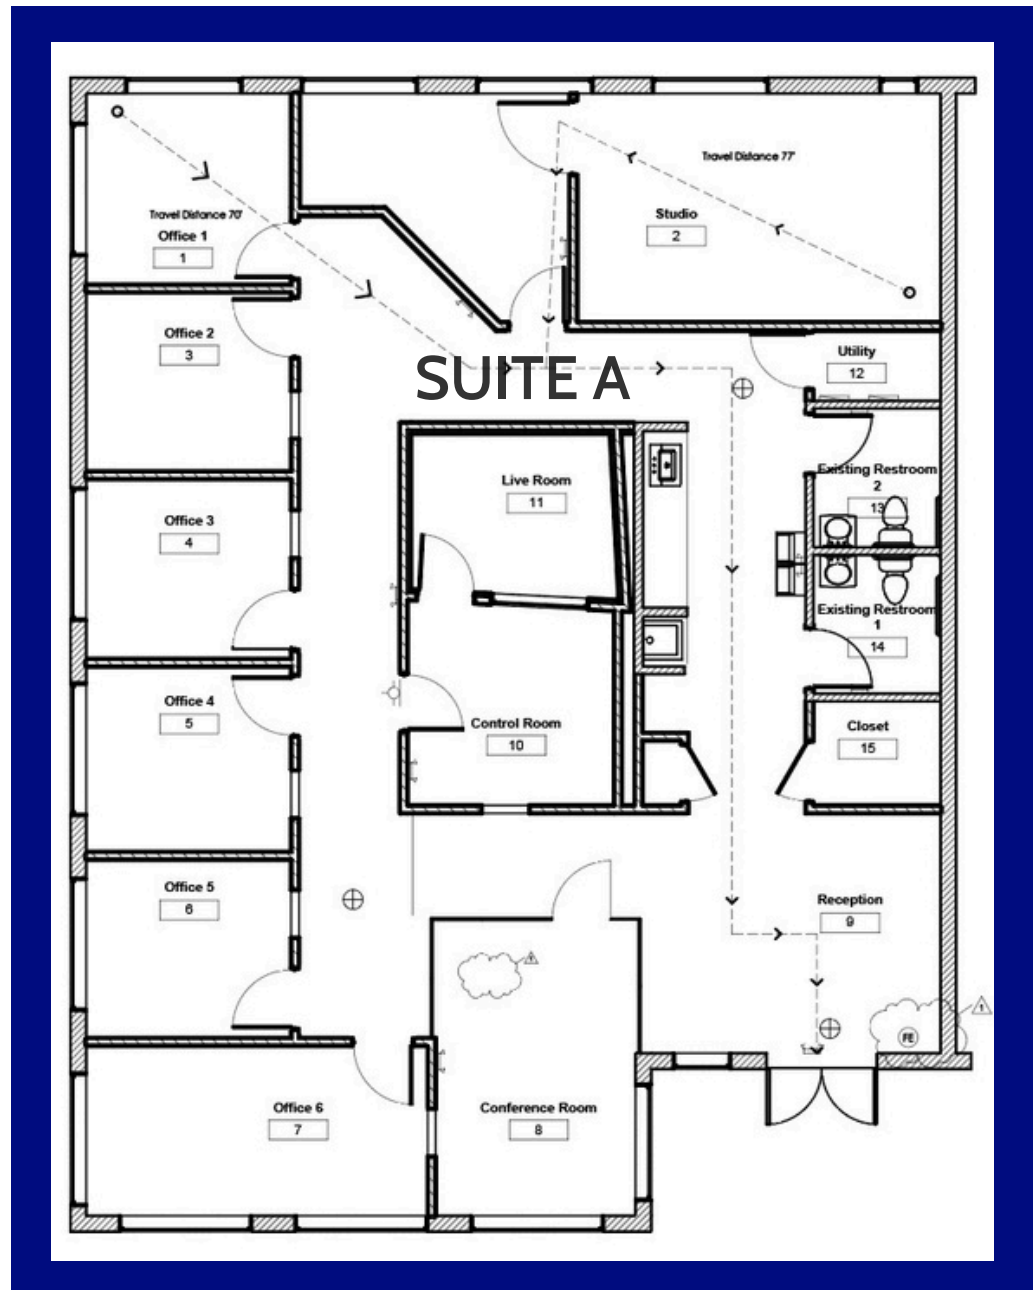 Travel Distance 77'
Studio
2
Travel Distance 70'
Office 1
1
Office 2
3
Utility
12
SUITE A
Existing Restroom
2
13
Live Room
11
Office 3
4
Existing Restroom
1
14
Office 4
5
Control Room
10
Closet
15
Office 5
6
Reception
9
1
FE
Office 6
7
Conference Room
8